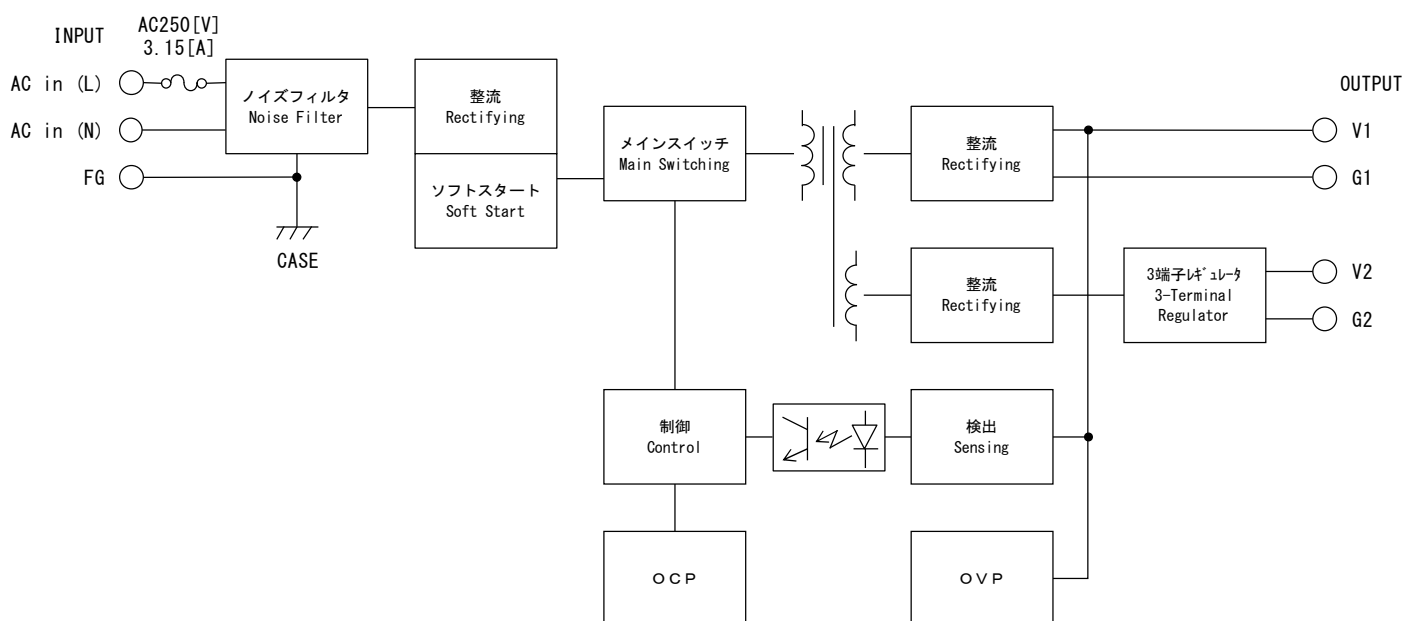 INPUT
AC250[V]
3.15[A]
AC in (L)
AC in (N)
FG
CASE
ノイズフィルタ
Noise Filter
整流
Rectifying
ソフトスタート
Soft Start
メインスイッチ
Main Switching
整流
Rectifying
OUTPUT
V1
G1
整流
Rectifying
3端子レギュレータ
3-Terminal
Regulator
V2
G2
制御
Control
検出
Sensing
OCP
OVP